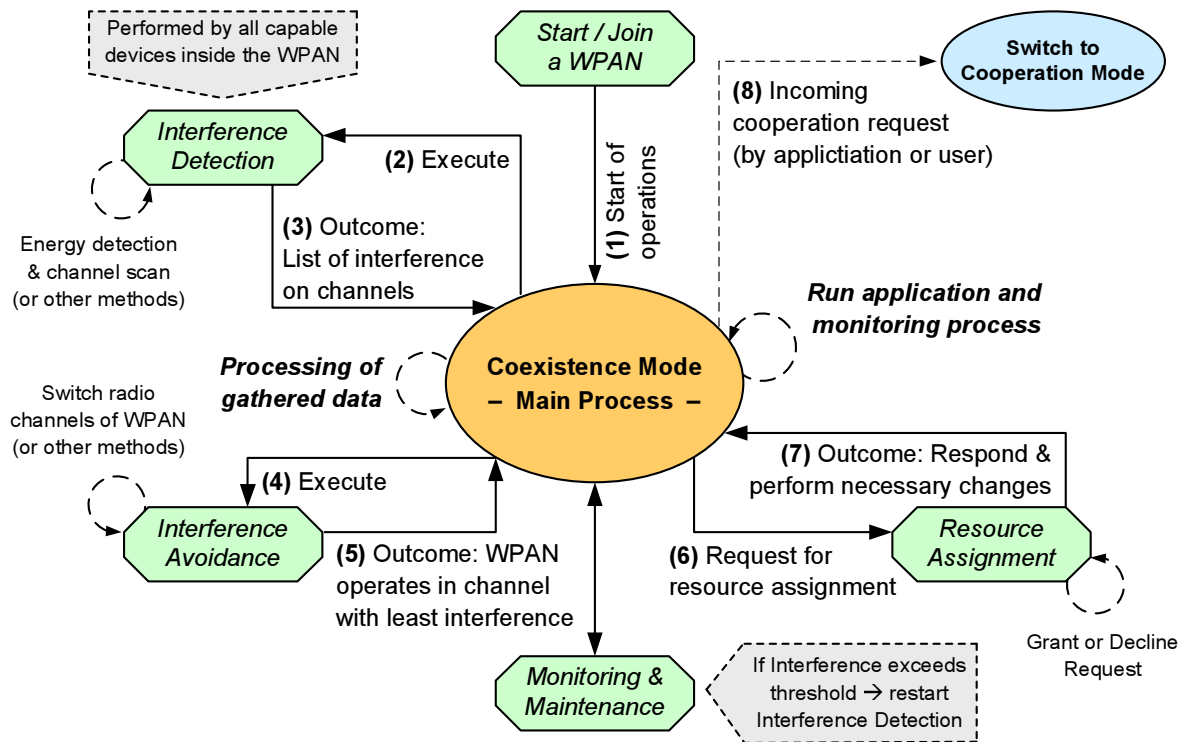 Performed by all capable
devices inside the WPAN
Start / Join
a WPAN
Switch to
Cooperation Mode
(8) Incoming
cooperation request
(by applictiation or user)
Interference
Detection
(2) Execute
(1) Start of
operations
(3) Outcome:
List of interference
on channels
Energy detection
& channel scan
(or other methods)
Run application and
monitoring process
Processing of
gathered data
Coexistence Mode
– Main Process –
Switch radio
channels of WPAN
(or other methods)
(4) Execute
(7) Outcome: Respond &
perform necessary changes
Interference
Avoidance
(5) Outcome: WPAN
operates in channel
with least interference
(6) Request for
resource assignment
Resource
Assignment
Grant or Decline
Request
Monitoring &
Maintenance
If Interference exceeds
threshold → restart
Interference Detection